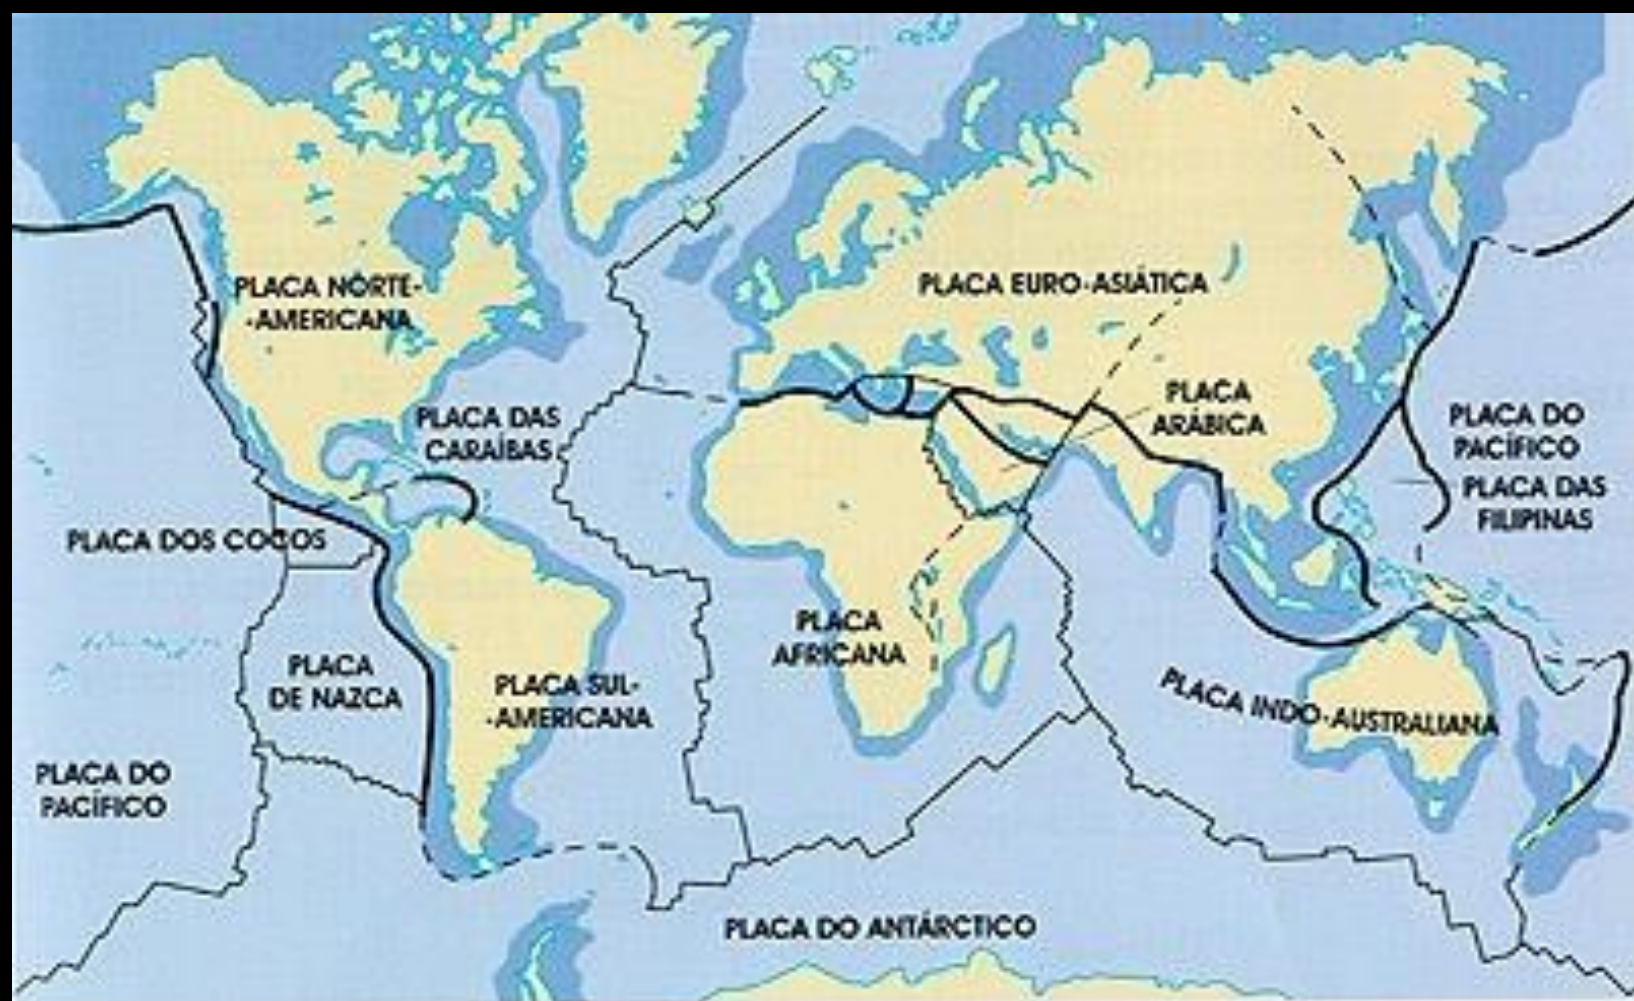 PLACA NORTE-
-AMERICANA
PLACA EURO-ASIÁTICA
PLACA DAS
CARAÍBAS
PLACA
ARÁBICA
PLACA DO
PACÍFICO
PLACA DAS
FILIPINAS
PLACA DOS COCOS
PLACA
AFRICANA
PLACA
DE NAZCA
PLACA SUL-
-AMERICANA
PLACA INDO-AUSTRALIANA
PLACA DO
PACÍFICO
PLACA DO ANTÁRCTICO